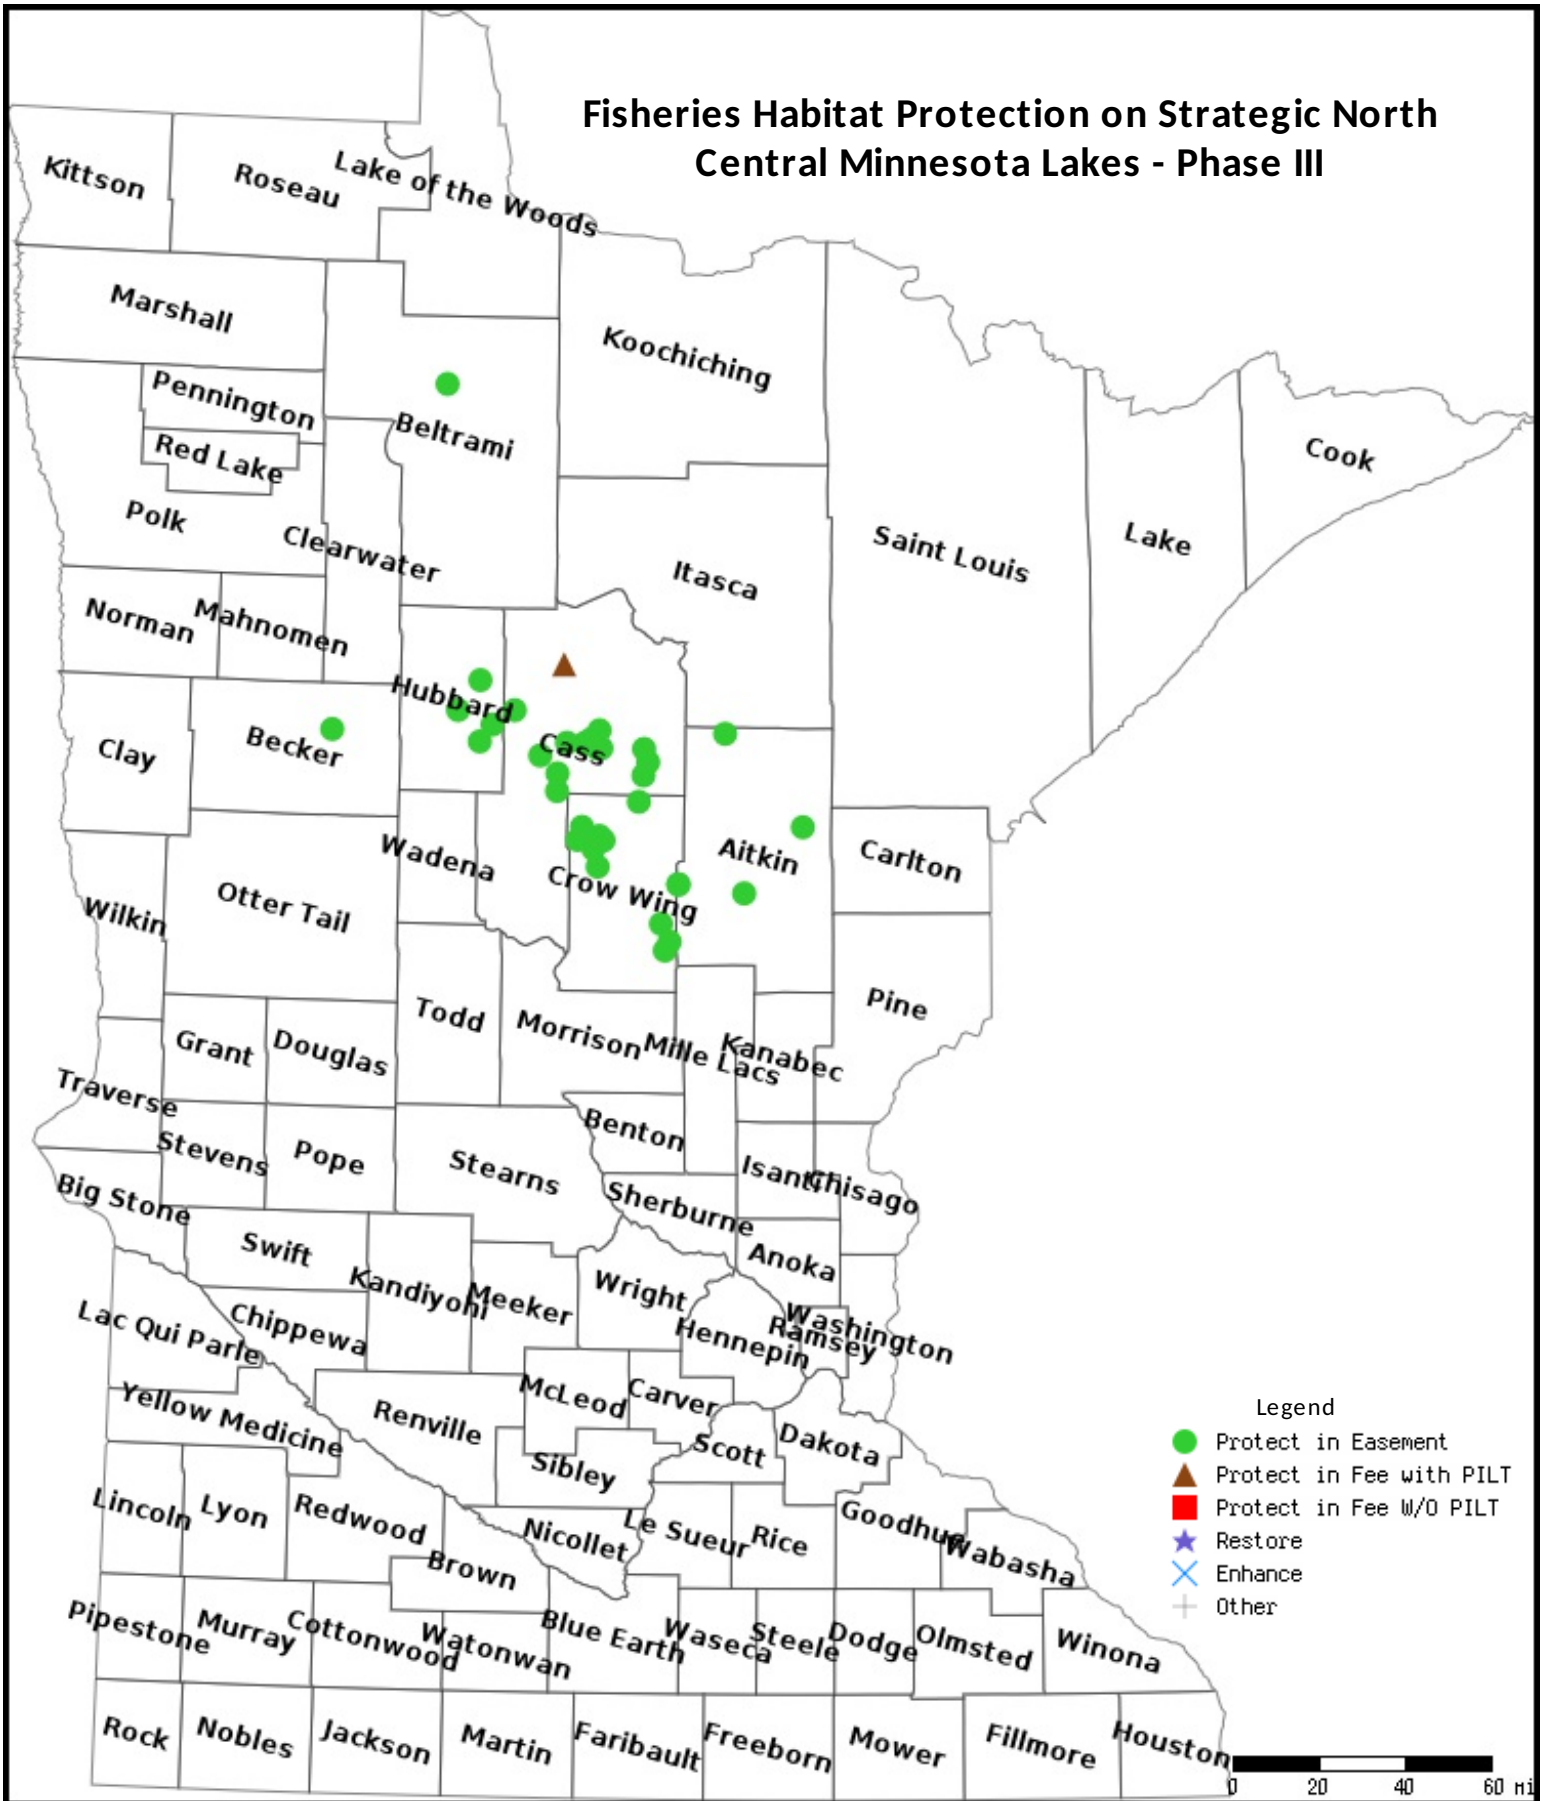 Fisheries Habitat Protection on Strategic North
Central Minnesota Lakes - Phase III
Kittson
Roseau
Lake of the Woods
Marshall
Koochiching
Pennington
Beltrami
Red Lake
Cook
Polk
Clearwater
Saint Louis
Lake
Itasca
Norman
Mahnomen
Hubbard
Clay
Becker
Cass
Wadena
Aitkin
Carlton
Otter Tail
Crow Wing
Wilkin
Pine
Todd
Morrison
Mille Lacs
Kanabec
Grant
Douglas
Traverse
Benton
Stevens
Pope
Stearns
Isanti
Chisago
Big Stone
Sherburne
Swift
Anoka
Kandiyohi
Meeker
Wright
Lac Qui Parle
Chippewa
Washington
Ramsey
Hennepin
McLeod
Carver
Yellow Medicine
Renville
Scott
Dakota
Sibley
Lincoln
Lyon
Redwood
Nicollet
Le Sueur
Rice
Goodhue
Wabasha
Brown
Pipestone
Murray
Cottonwood
Watonwan
Blue Earth
Waseca
Steele
Dodge
Olmsted
Winona
Rock
Nobles
Jackson
Martin
Faribault
Freeborn
Mower
Fillmore
Houston
Legend
Protect in Easement
Protect in Fee with PILT
Protect in Fee W/O PILT
Restore
Enhance
Other
0 20 40 60 mi